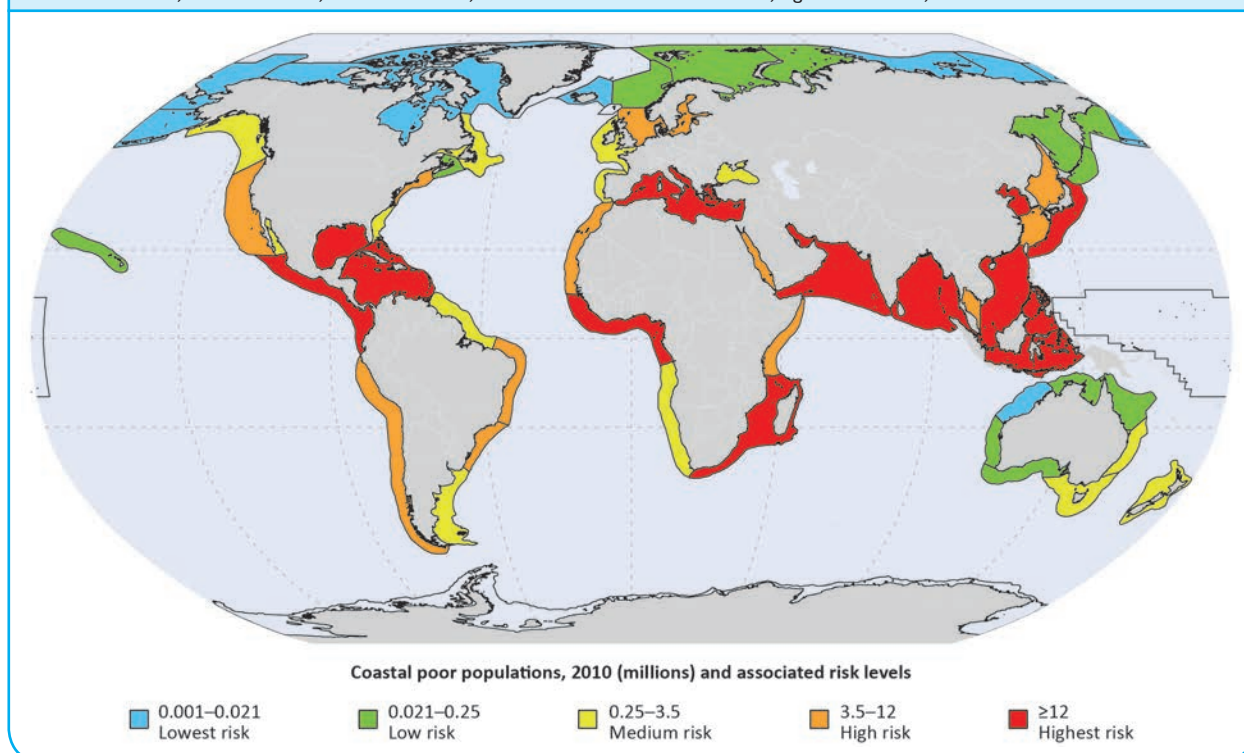 Coastal poor populations, 2010 (millions) and associated risk levels
0.001–0.021
Lowest risk
0.021–0.25
Low risk
0.25–3.5
Medium risk
3.5–12
High risk
≥12
Highest risk